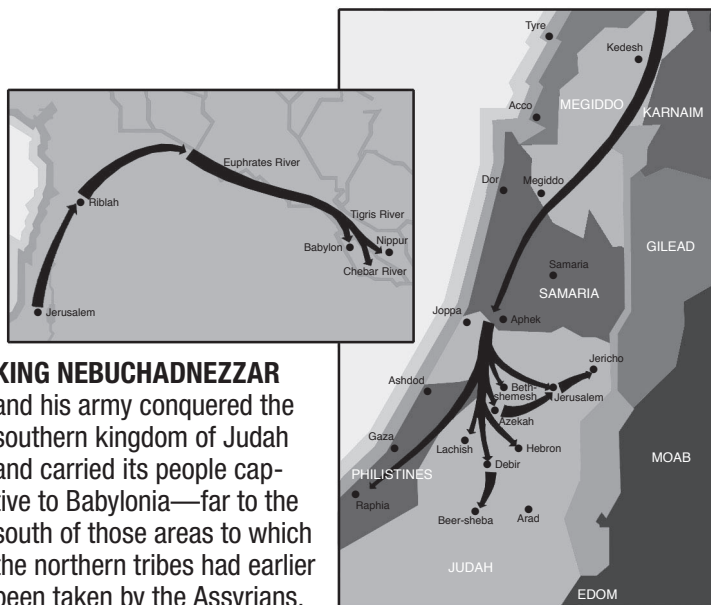 Tyre
Kedesh
Acco
MEGIDDO
KARNAIM
Dor
Megiddo
GILEAD
Samaria
SAMARIA
Joppa
Aphek
Jericho
Ashdod
Beth-
shemesh
Jerusalem
Azekah
Gaza
Lachish
Hebron
Debir
MOAB
PHILISTINES
Raphia
Beer-sheba
Arad
JUDAH
EDOM
Euphrates River
Riblah
Tigris River
Nippur
Babylon
Chebar River
Jerusalem
KING NEBUCHADNEZZAR
and his army conquered the
southern kingdom of Judah
and carried its people cap-
tive to Babylonia—far to the
south of those areas to which
the northern tribes had earlier
been taken by the Assyrians.